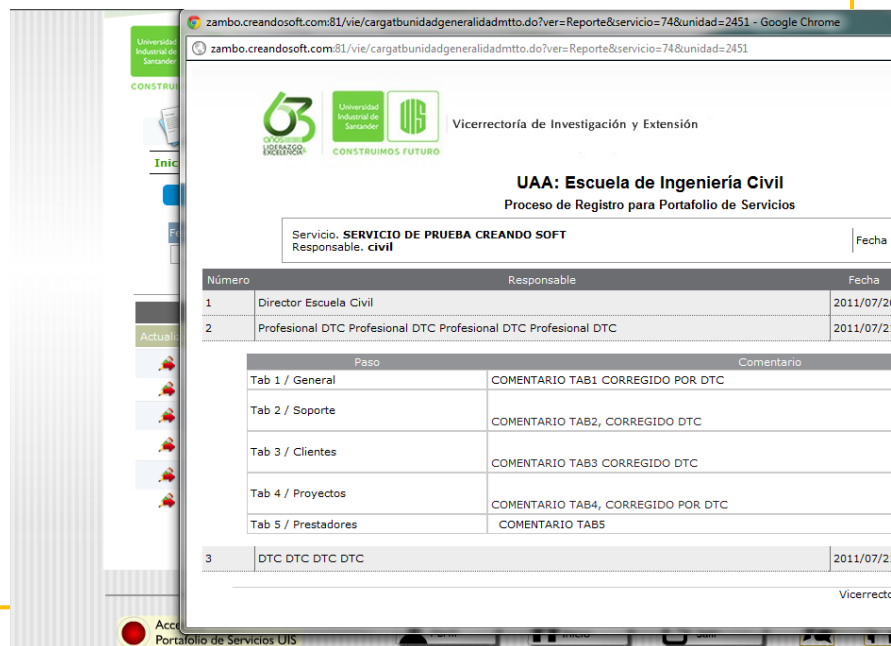 zambo.creandosoft.com:81/vie/cargatbunidadgeneralidadmtto.do?ver=Reporte&servicio=74&unidad=2451 - Google Chrome
zambo.creandosoft.com:81/vie/cargatbunidadgeneralidadmtto.do?ver=Reporte&servicio=74&unidad=2451
Universidad
Industrial de
Santander
CONSTRUI
Inic
Fe
Actualiz
63
años
LIDERAZGO
EXCELENCIA
Universidad
Industrial de
Santander
UIS
CONSTRUIMOS FUTURO
Vicerrectoría de Investigación y Extensión
UAA: Escuela de Ingeniería Civil
Proceso de Registro para Portafolio de Servicios
Servicio. SERVICIO DE PRUEBA CREANDO SOFT
Responsable. civil
Fecha
Número Responsable Fecha
1 Director Escuela Civil 2011/07/20
2 Profesional DTC Profesional DTC Profesional DTC Profesional DTC 2011/07/2
Paso Comentario
Tab 1 / General COMENTARIO TAB1 CORREGIDO POR DTC
Tab 2 / Soporte COMENTARIO TAB2, CORREGIDO DTC
Tab 3 / Clientes COMENTARIO TAB3 CORREGIDO DTC
Tab 4 / Proyectos COMENTARIO TAB4, CORREGIDO POR DTC
Tab 5 / Prestadores COMENTARIO TAB5
3 DTC DTC DTC DTC 2011/07/2
Vicerrecto
Acce
Portafolio de Servicios UIS